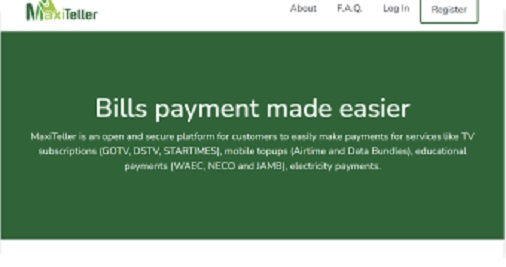 MaxiTeller
About F.A.Q. Log In Register
Bills payment made easier
MaxiTeller is an open and secure platform for customers to easily make payments for services like TV
subscriptions (GOTV, DSTV, STARTIMES), mobile topups (Airtime and Data Bundles), educational
payments (WAEC, NECO and JAMB), electricity payments.